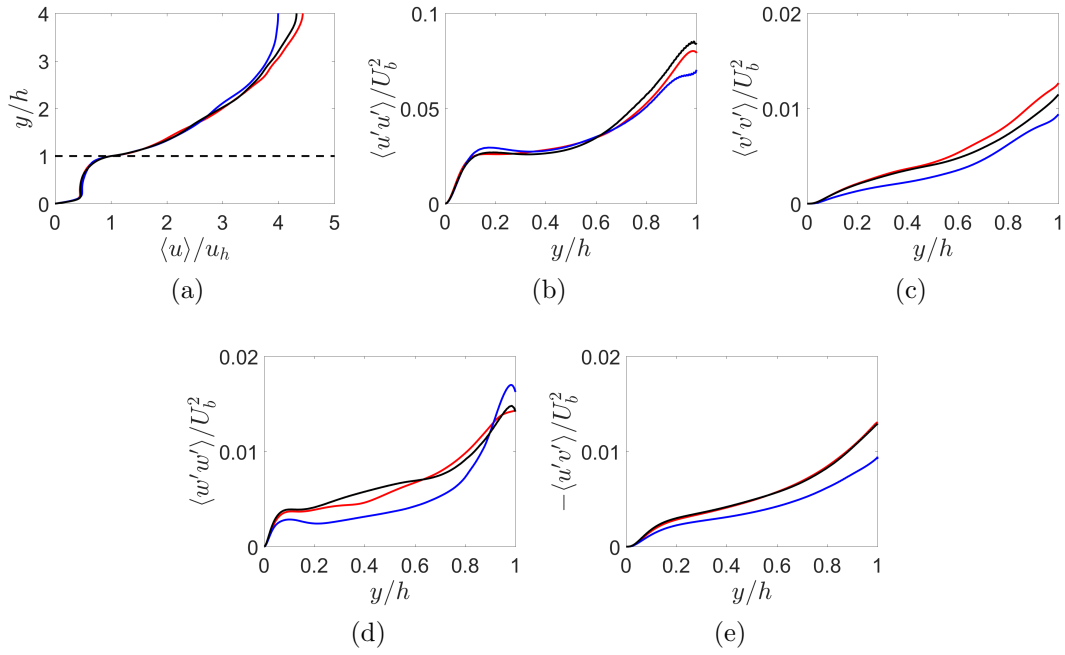 4
3
2
1
0
y/h
0 1 2 3 4 5
⟨u⟩/u_h
(a)
0.1
0.05
0
⟨u′u′⟩/U_b^2
0 0.2 0.4 0.6 0.8 1
y/h
(b)
0.02
0.01
0
⟨v′v′⟩/U_b^2
0 0.2 0.4 0.6 0.8 1
y/h
(c)
0.02
0.01
0
⟨w′w′⟩/U_b^2
0 0.2 0.4 0.6 0.8 1
y/h
(d)
0.02
0.01
0
−⟨u′v′⟩/U_b^2
0 0.2 0.4 0.6 0.8 1
y/h
(e)